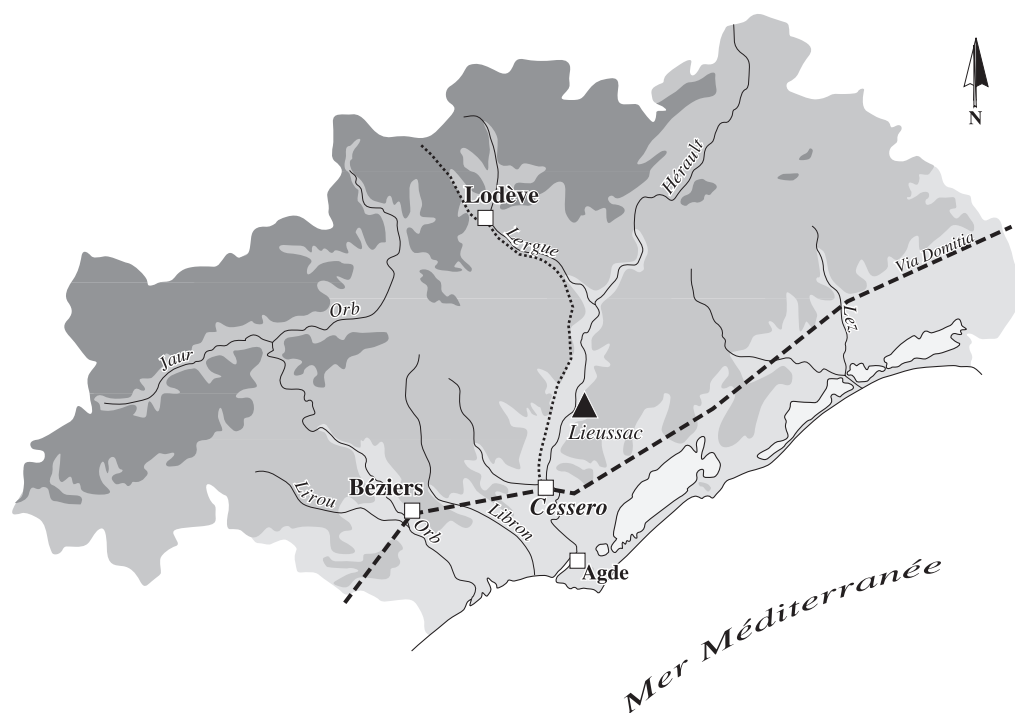 N
Hérault
Lodève
Lergue
Via Domitia
Orb
Lez
Jaur
Lieussac
Béziers
Lirou
Cessero
Orb
Libron
Agde
Mer Méditerranée